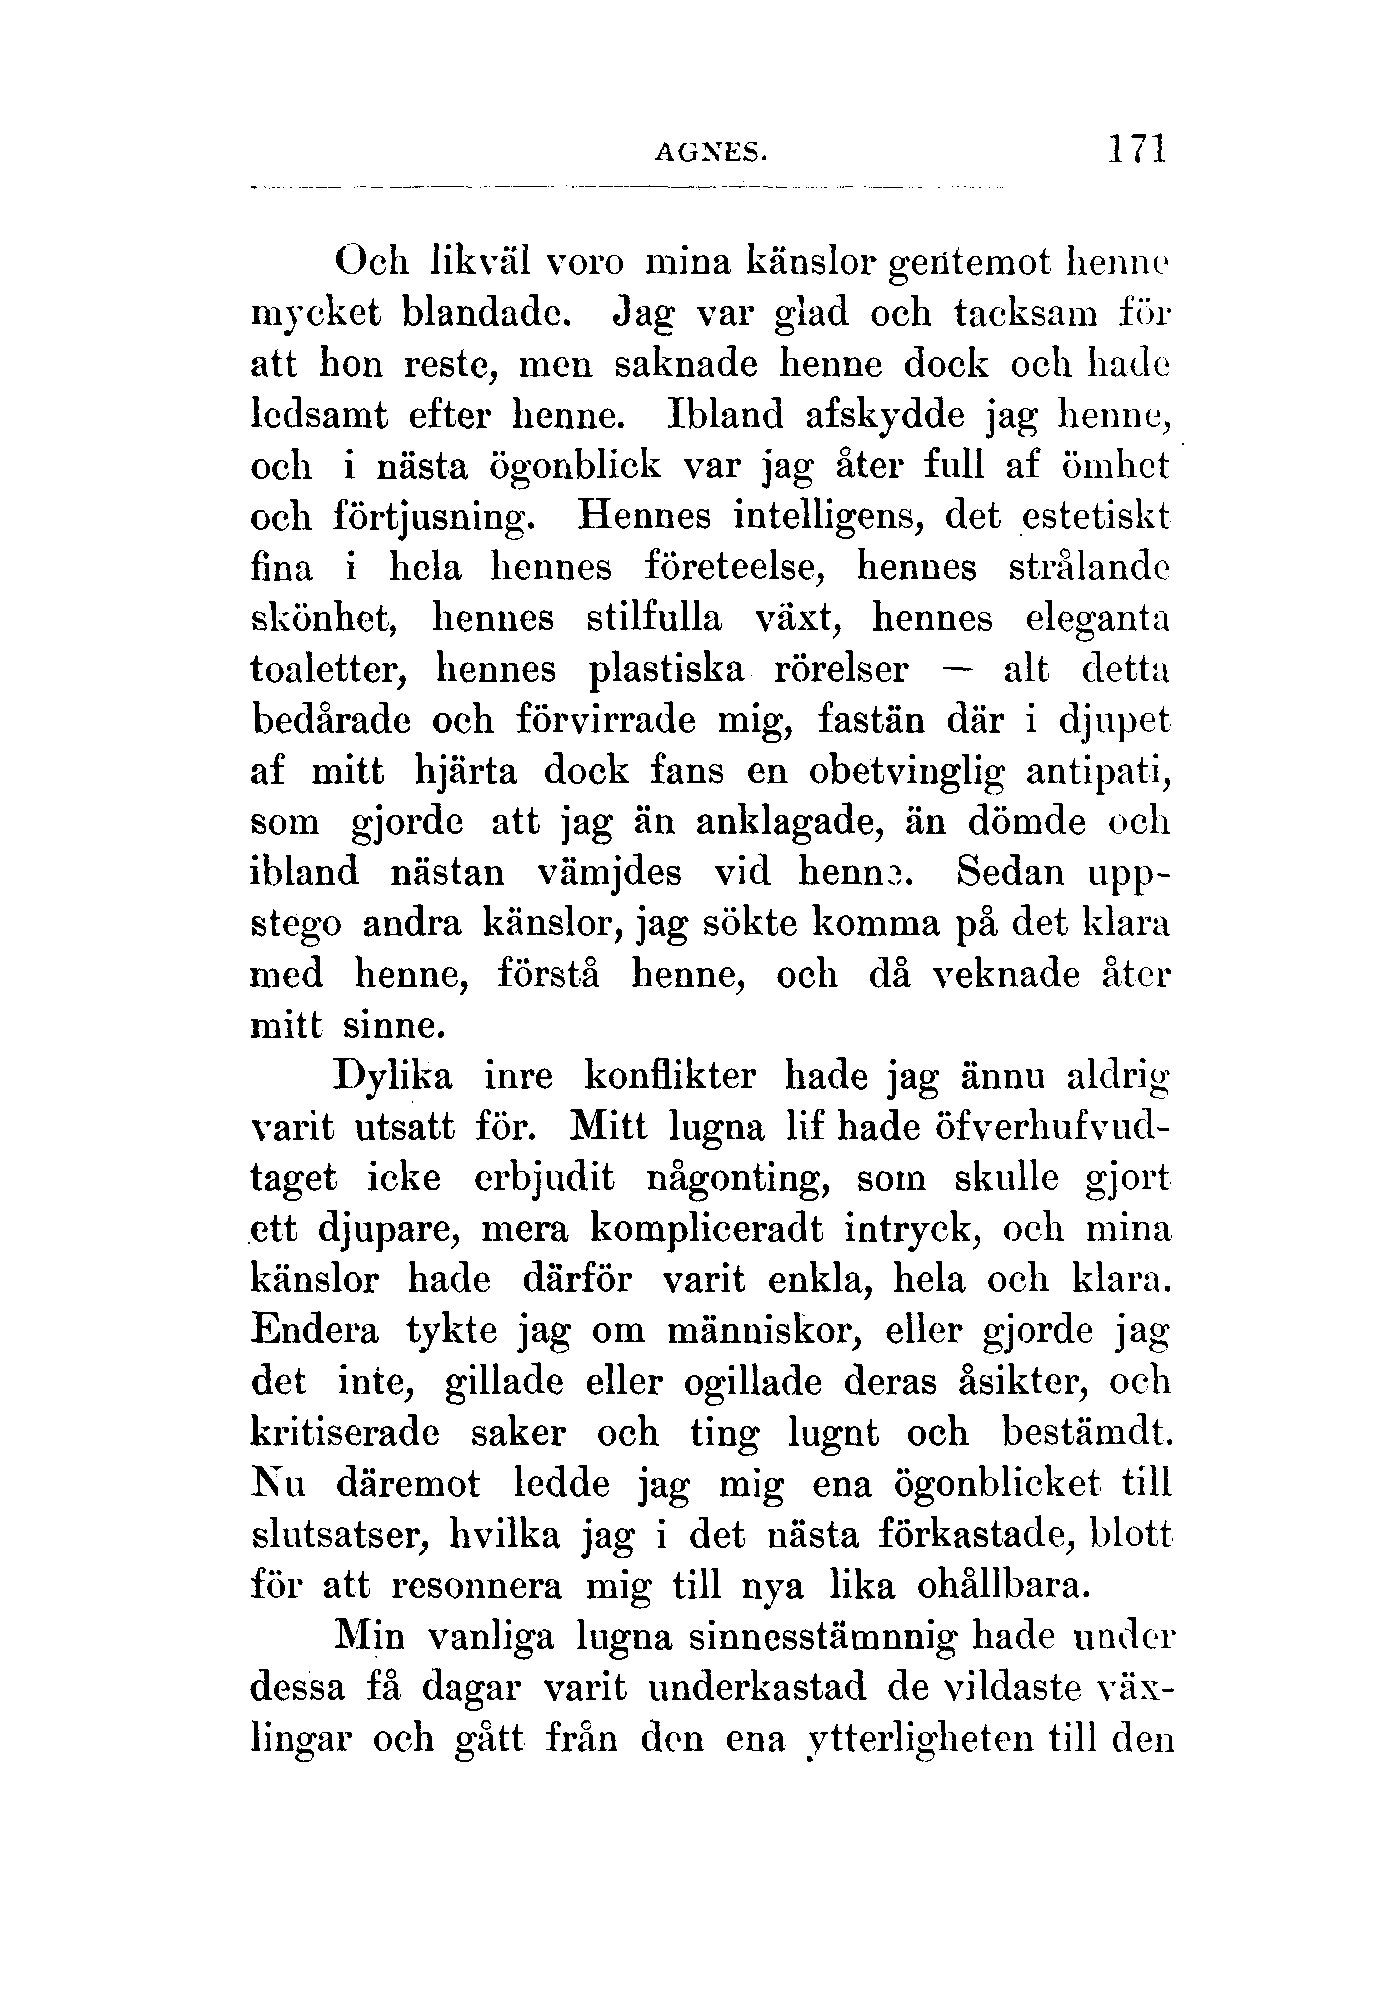 AGNES. 171
Och likväl voro mina känslor gentemot henne
mycket blandade. Jag var glad och tacksam för
att hon reste, men saknade henne dock och hade
ledsamt efter henne. Ibland afskydde jag henne,
och i nästa ögonblick var jag åter full af ömhet
och förtjusning. Hennes intelligens, det estetiskt
fina i hela hennes företeelse, hennes strålande
skönhet, hennes stilfulla växt, hennes eleganta
toaletter, hennes plastiska rörelser — alt detta
bedårade och förvirrade mig, fastän där i djupet
af mitt hjärta dock fans en obetvinglig antipati,
som gjorde att jag än anklagade, än dömde och
ibland nästan vämjdes vid henne. Sedan upp-
stego andra känslor, jag sökte komma på det klara
med henne, förstå henne, och då veknade åter
mitt sinne.
Dylika inre konflikter hade jag ännu aldrig
varit utsatt för. Mitt lugna lif hade öfverhufvud-
taget icke erbjudit någonting, som skulle gjort
ett djupare, mera kompliceradt intryck, och mina
känslor hade därför varit enkla, hela och klara.
Endera tykte jag om människor, eller gjorde jag
det inte, gillade eller ogillade deras åsikter, och
kritiserade saker och ting lugnt och bestämdt.
Nu däremot ledde jag mig ena ögonblicket till
slutsatser, hvilka jag i det nästa förkastade, blott
för att resonnera mig till nya lika ohållbara.
Min vanliga lugna sinnesstämnnig hade under
dessa få dagar varit underkastad de vildaste väx-
lingar och gått från den ena ytterligheten till den